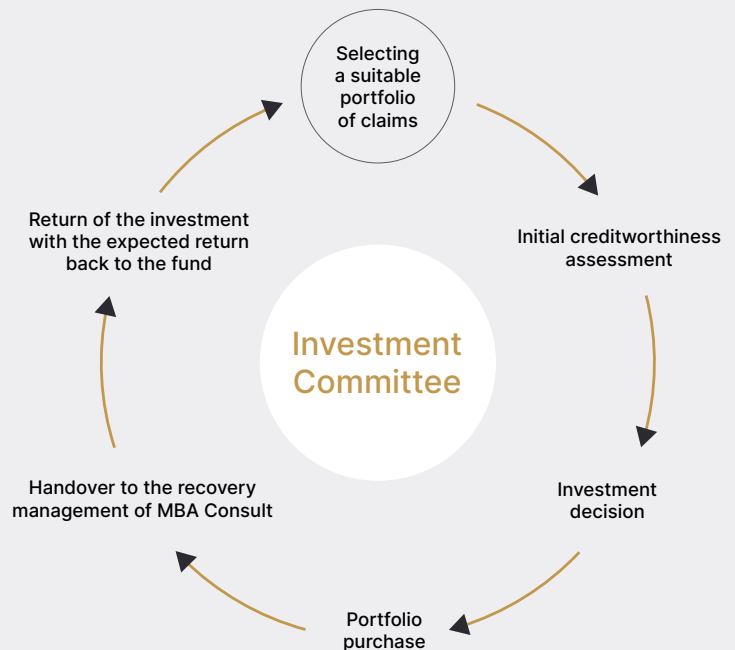 Selecting
a suitable
portfolio
of claims
Initial creditworthiness
assessment
Investment
decision
Portfolio
purchase
Handover to the recovery
management of MBA Consult
Return of the investment
with the expected return
back to the fund
Investment
Committee